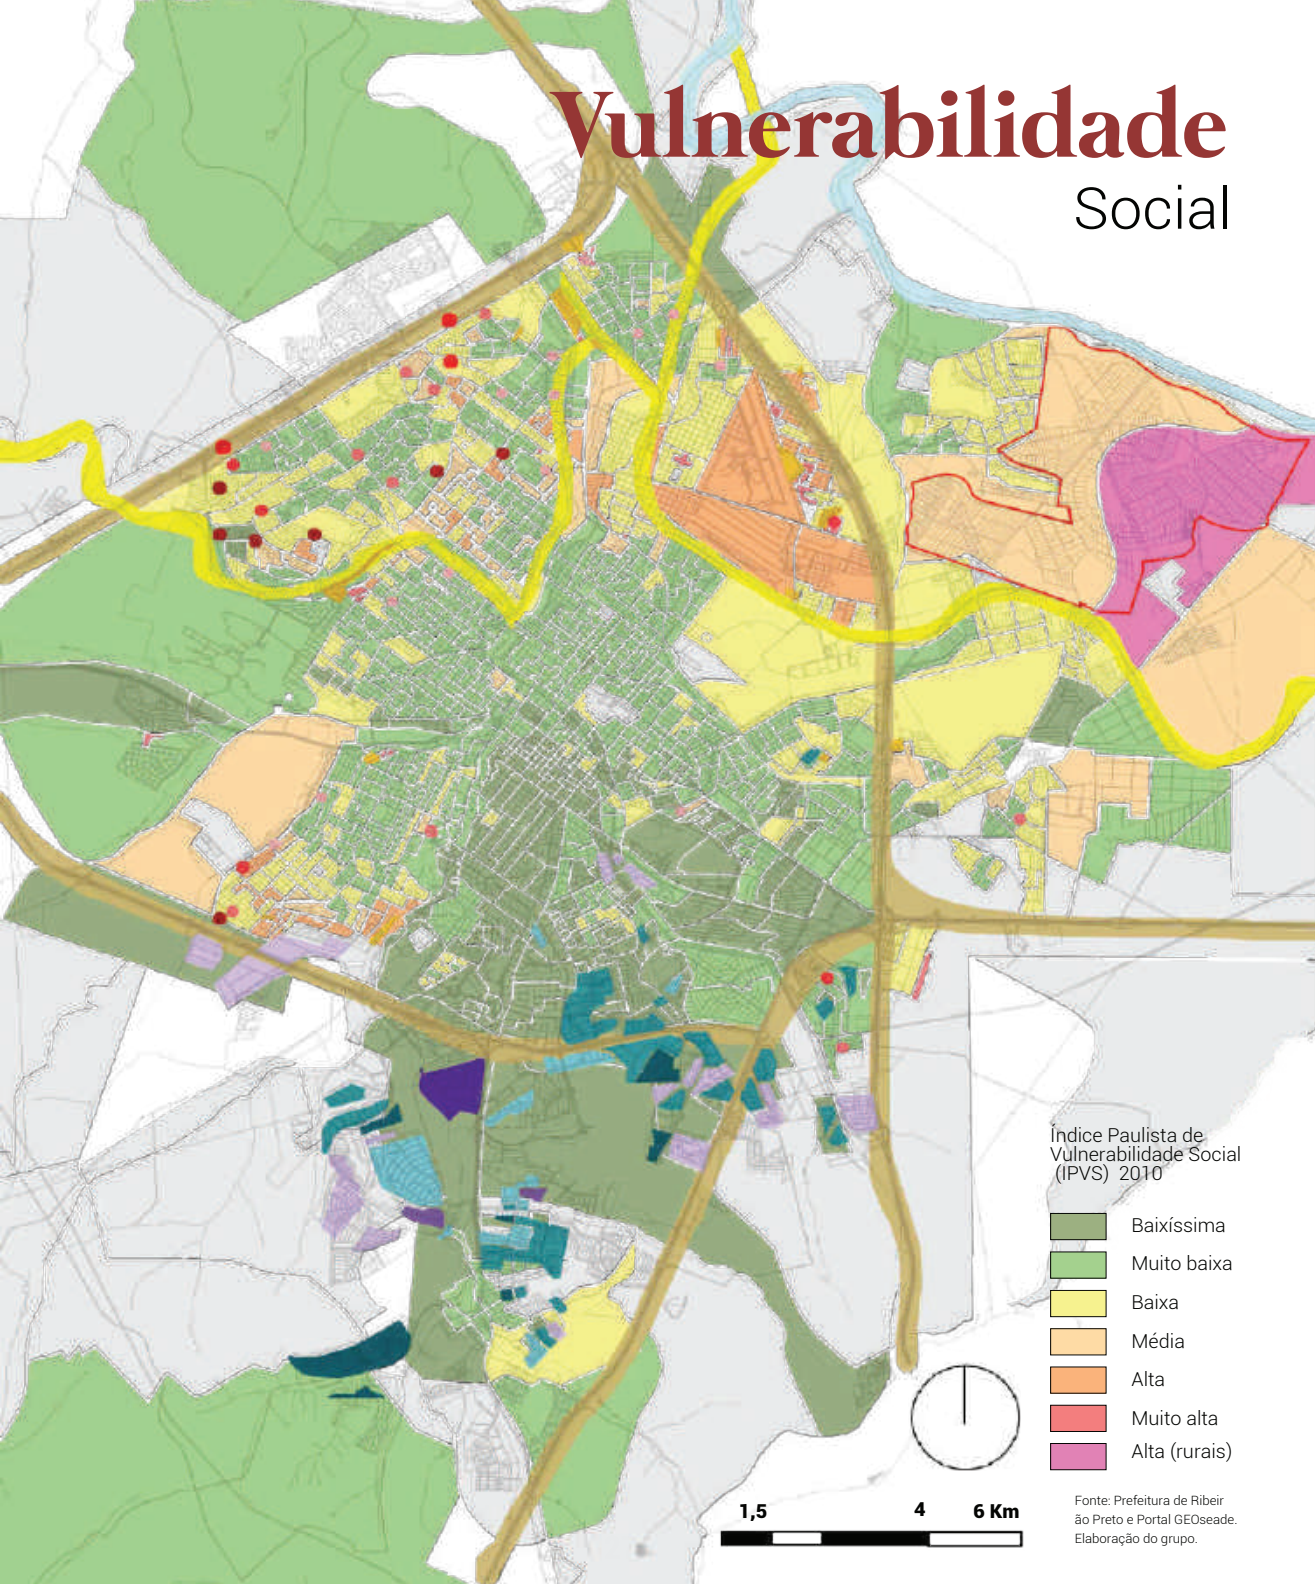 Vulnerabilidade
Social
Índice Paulista de
Vulnerabilidade Social
(IPVS) 2010
Baixíssima
Muito baixa
Baixa
Média
Alta
Muito alta
Alta (rurais)
1,5 4 6 Km
Fonte: Prefeitura de Ribeir
ão Preto e Portal GEOseade.
Elaboração do grupo.